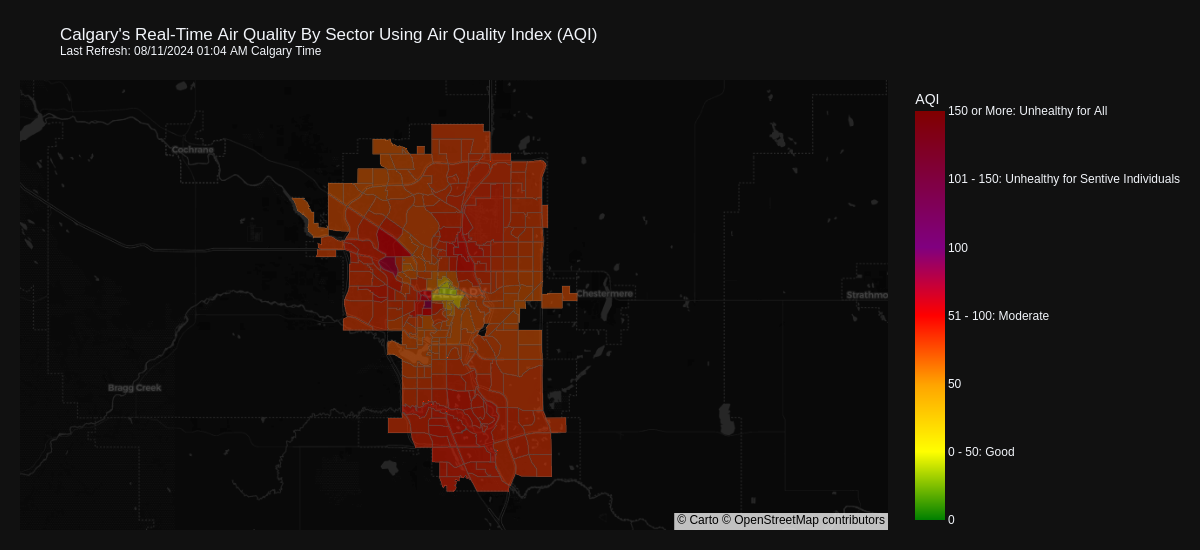 Calgary's Real-Time Air Quality By Sector Using Air Quality Index (AQI)
Last Refresh: 08/11/2024 01:04 AM Calgary Time
AQI
150 or More: Unhealthy for All
Cochrane
101 - 150: Unhealthy for Sentive Individuals
100
CALGARY
Chestermere
Strathmo
51 - 100: Moderate
Bragg Creek
50
0 - 50: Good
© Carto © OpenStreetMap contributors
0